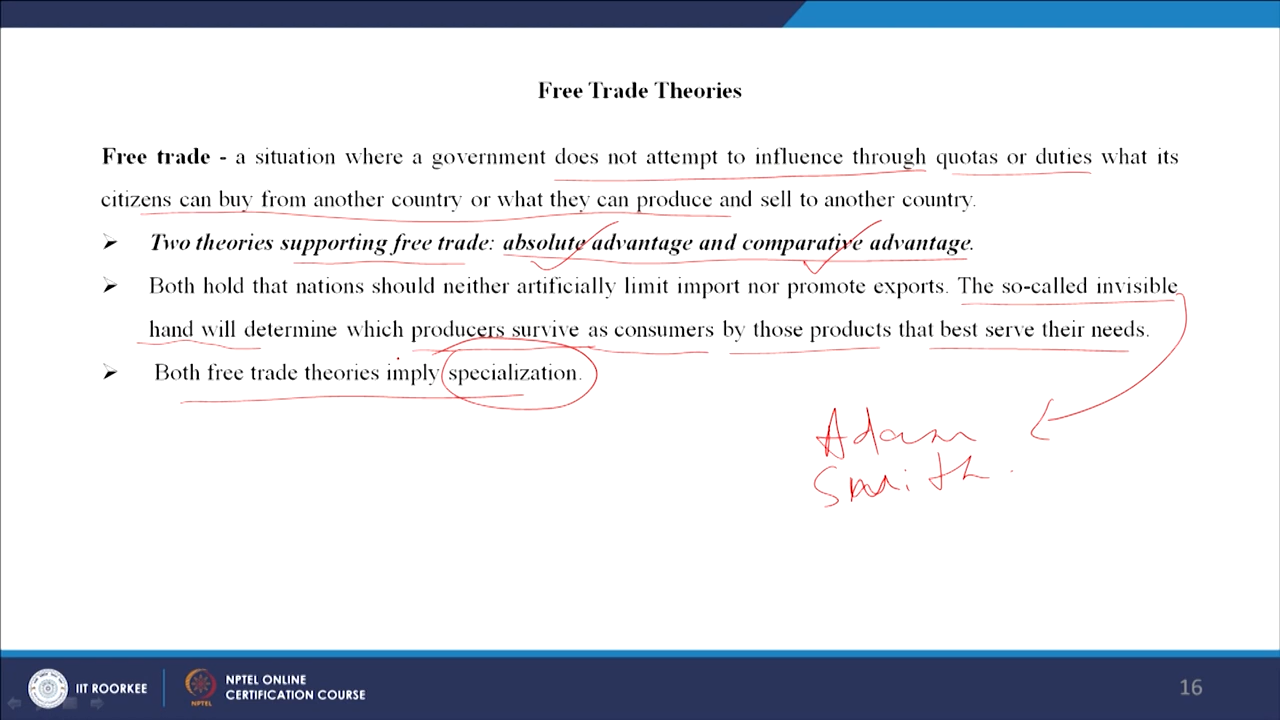 Free Trade Theories
Free trade - a situation where a government does not attempt to influence through quotas or duties what its
citizens can buy from another country or what they can produce and sell to another country.
➢ Two theories supporting free trade: absolute advantage and comparative advantage.
➢ Both hold that nations should neither artificially limit import nor promote exports. The so-called invisible
hand will determine which producers survive as consumers by those products that best serve their needs.
➢ Both free trade theories imply specialization.
Adam
Smith.
IIT ROORKEE
NPTEL
NPTEL ONLINE
CERTIFICATION COURSE
16